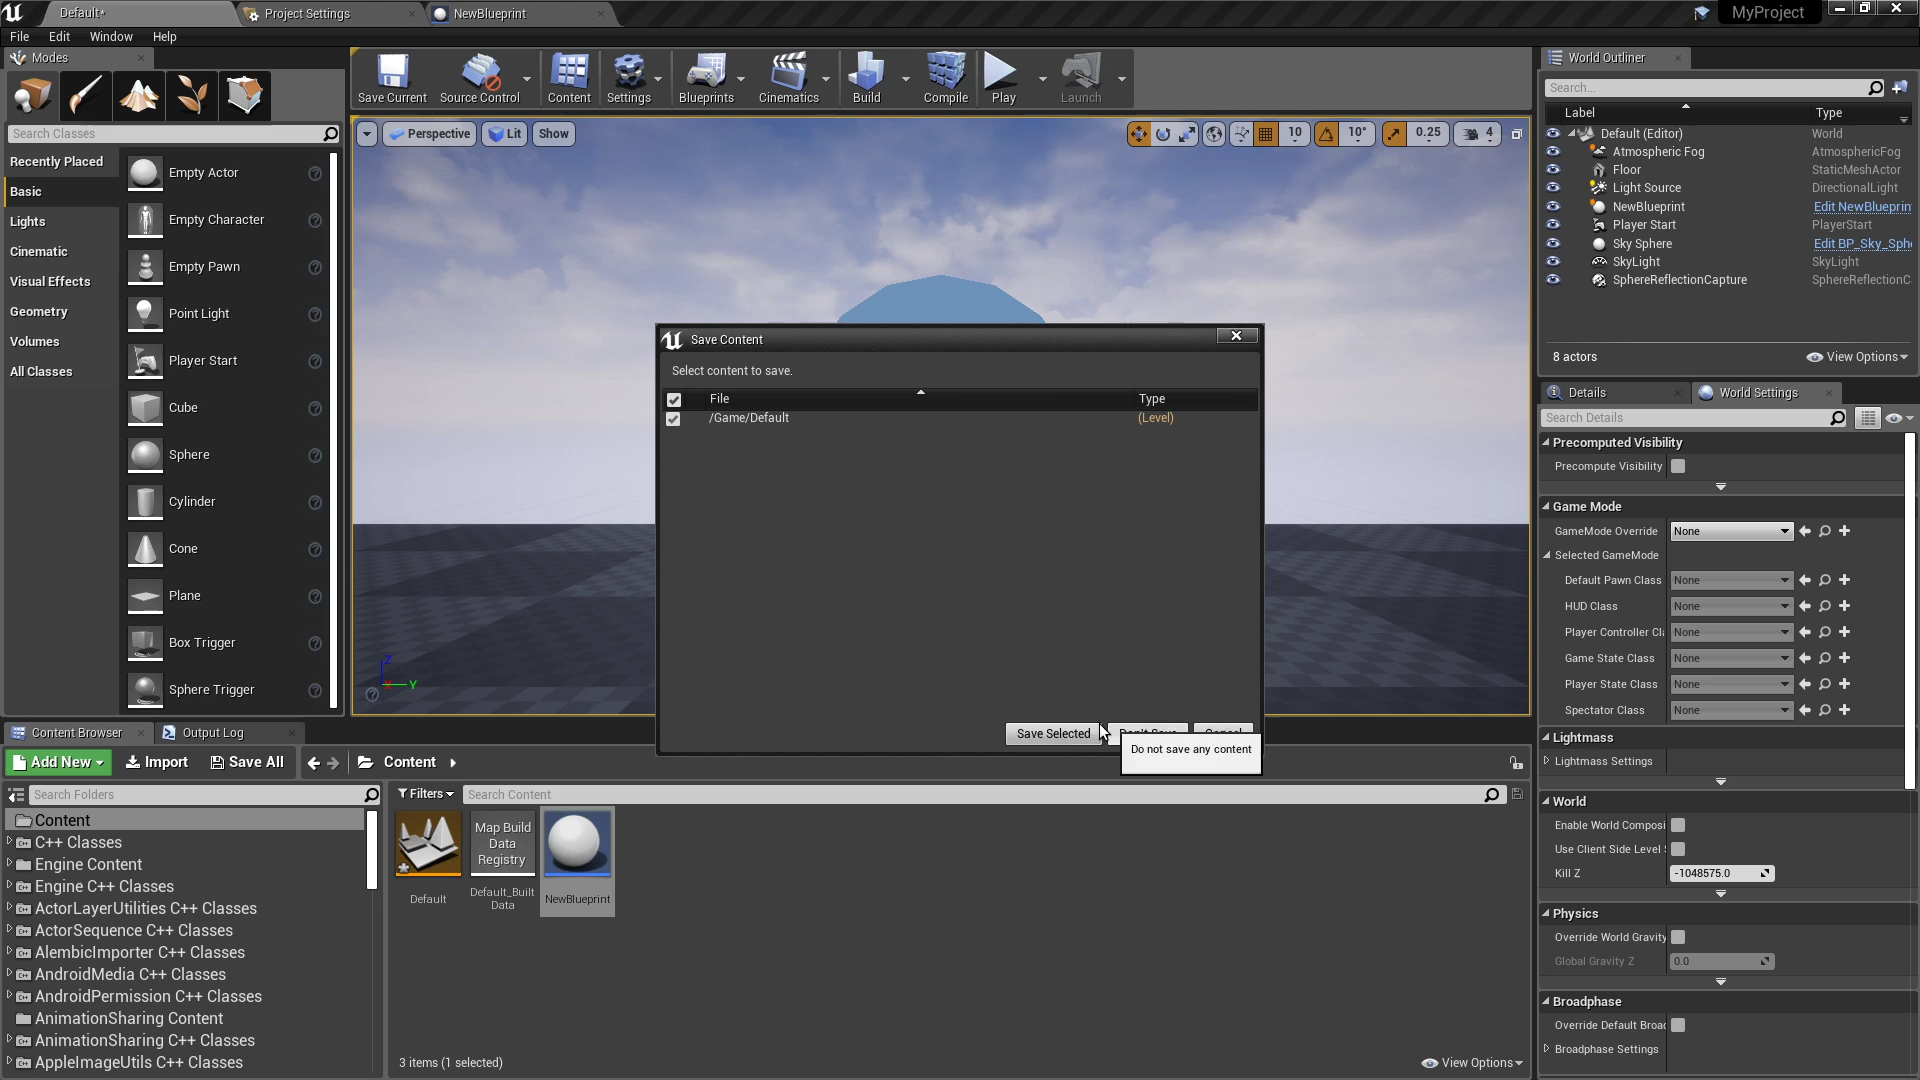 Default•
Project Settings
NewBlueprint
MyProject
File
Edit
Window
Help
Modes
Search Classes
Recently Placed
Basic
Lights
Cinematic
Visual Effects
Geometry
Volumes
All Classes
Empty Actor
Empty Character
Empty Pawn
Point Light
Player Start
Cube
Sphere
Cylinder
Cone
Plane
Box Trigger
Sphere Trigger
Save Current
Source Control
Content
Settings
Blueprints
Cinematics
Build
Compile
Play
Launch
Perspective
Lit
Show
10
10°
0.25
4
Z
X
Y
Save Content
Select content to save.
File
Type
/Game/Default
(Level)
Save Selected
Don't Save
Cancel
Do not save any content
World Outliner
Search...
Label
Type
Default (Editor)
World
Atmospheric Fog
AtmosphericFog
Floor
StaticMeshActor
Light Source
DirectionalLight
NewBlueprint
Edit NewBlueprin
Player Start
PlayerStart
Sky Sphere
Edit BP_Sky_Sph
SkyLight
SkyLight
SphereReflectionCapture
SphereReflectionC
8 actors
View Options
Details
World Settings
Search Details
Precomputed Visibility
Precompute Visibility
Game Mode
GameMode Override
None
Selected GameMode
Default Pawn Class
None
HUD Class
None
Player Controller Cl
None
Game State Class
None
Player State Class
None
Spectator Class
None
Lightmass
Lightmass Settings
World
Enable World Composi
Use Client Side Level
Kill Z
-1048575.0
Physics
Override World Gravity
Global Gravity Z
0.0
Broadphase
Override Default Broa
Broadphase Settings
Content Browser
Output Log
Add New
Import
Save All
Content
Search Folders
Filters
Search Content
Content
C++ Classes
Engine Content
Engine C++ Classes
ActorLayerUtilities C++ Classes
ActorSequence C++ Classes
AlembicImporter C++ Classes
AndroidMedia C++ Classes
AndroidPermission C++ Classes
AnimationSharing Content
AnimationSharing C++ Classes
AppleImageUtils C++ Classes
Map Build
Data
Registry
Default
Default_Built
Data
NewBlueprint
3 items (1 selected)
View Options